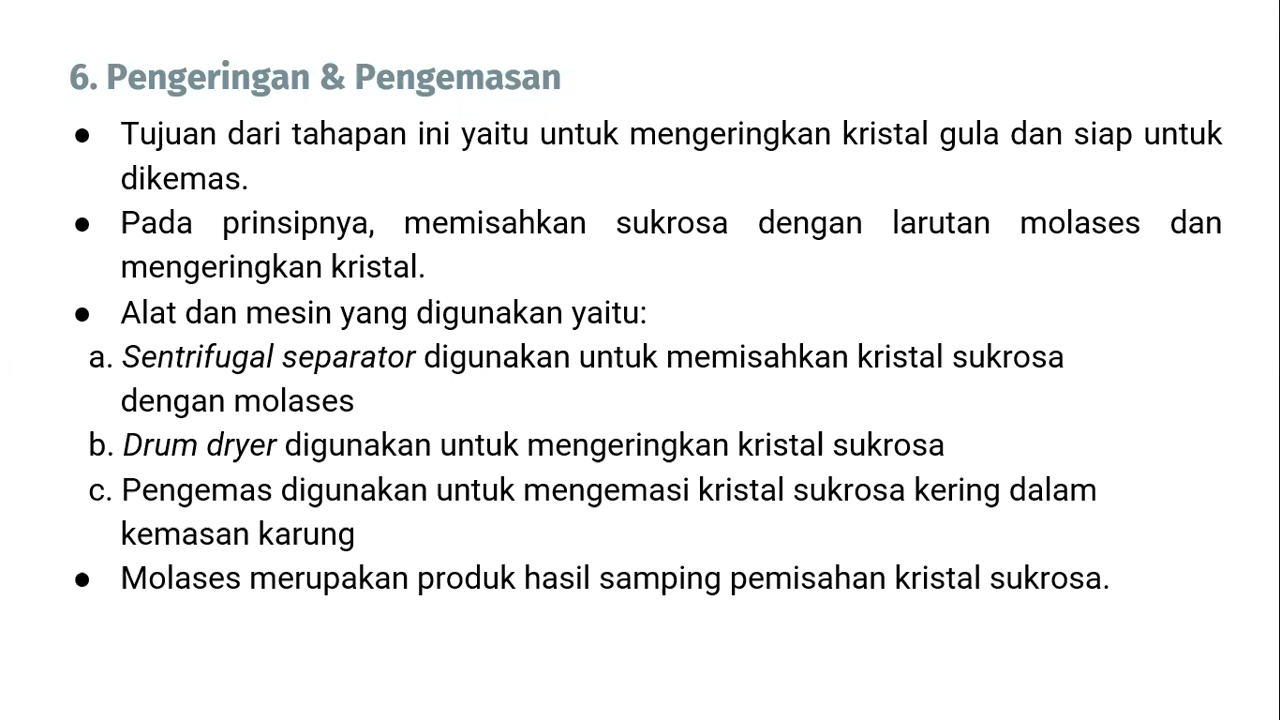 6. Pengeringan & Pengemasan
● Tujuan dari tahapan ini yaitu untuk mengeringkan kristal gula dan siap untuk
dikemas.
● Pada prinsipnya, memisahkan sukrosa dengan larutan molases dan
mengeringkan kristal.
● Alat dan mesin yang digunakan yaitu:
a. Sentrifugal separator digunakan untuk memisahkan kristal sukrosa
dengan molases
b. Drum dryer digunakan untuk mengeringkan kristal sukrosa
c. Pengemas digunakan untuk mengemasi kristal sukrosa kering dalam
kemasan karung
● Molases merupakan produk hasil samping pemisahan kristal sukrosa.